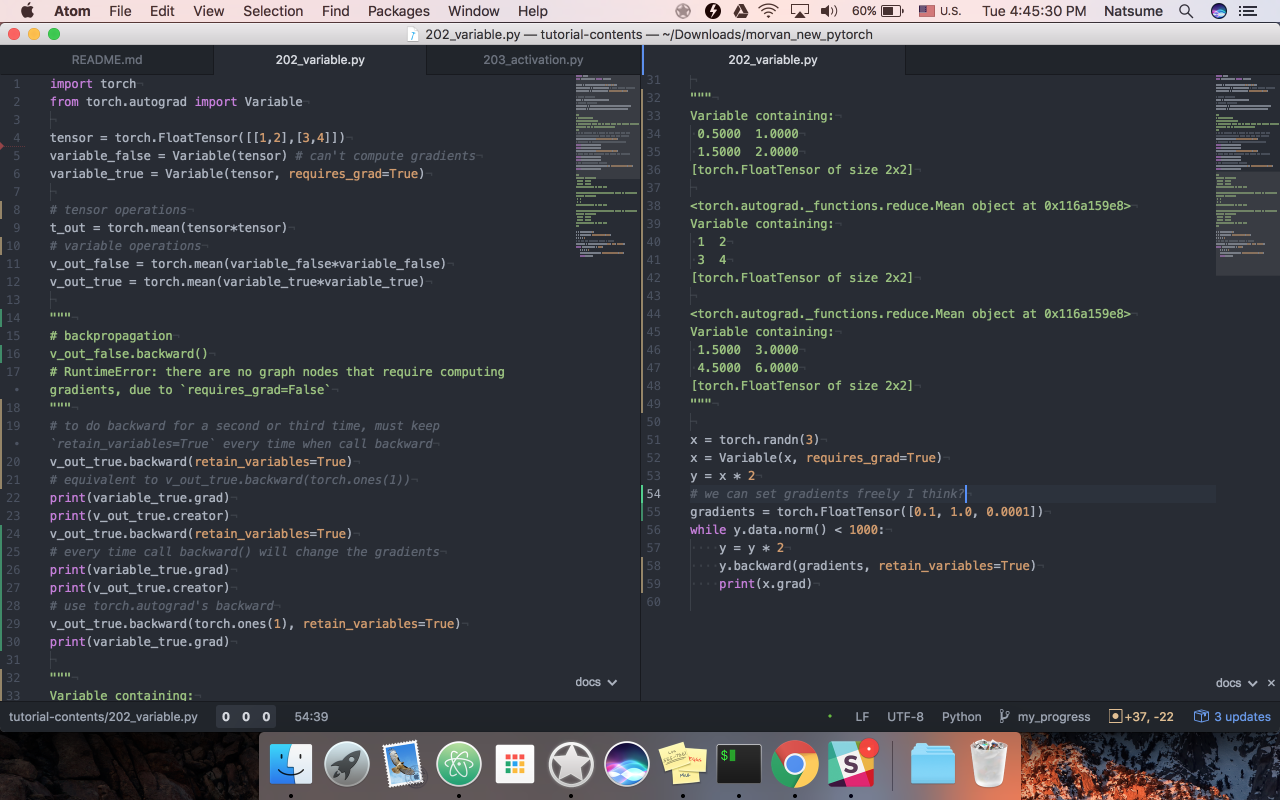 Atom File Edit View Selection Find Packages Window Help 60% U.S. Tue 4:45:30 PM Natsume
202_variable.py — tutorial-contents — ~/Downloads/morvan_new_pytorch
README.md 202_variable.py 203_activation.py
1 import torch
2 from torch.autograd import Variable
3
4 tensor = torch.FloatTensor([[1,2],[3,4]])
5 variable_false = Variable(tensor) # can't compute gradients
6 variable_true = Variable(tensor, requires_grad=True)
7
8 # tensor operations
9 t_out = torch.mean(tensor*tensor)
10 # variable operations
11 v_out_false = torch.mean(variable_false*variable_false)
12 v_out_true = torch.mean(variable_true*variable_true)
13
14 """
15 # backpropagation
16 v_out_false.backward()
17 # RuntimeError: there are no graph nodes that require computing
• gradients, due to `requires_grad=False`
18 """
19 # to do backward for a second or third time, must keep
• `retain_variables=True` every time when call backward
20 v_out_true.backward(retain_variables=True)
21 # equivalent to v_out_true.backward(torch.ones(1))
22 print(variable_true.grad)
23 print(v_out_true.creator)
24 v_out_true.backward(retain_variables=True)
25 # every time call backward() will change the gradients
26 print(variable_true.grad)
27 print(v_out_true.creator)
28 # use torch.autograd's backward
29 v_out_true.backward(torch.ones(1), retain_variables=True)
30 print(variable_true.grad)
31
32 """
33 Variable containing:
docs
202_variable.py
31
32 """
33 Variable containing:
34 0.5000 1.0000
35 1.5000 2.0000
36 [torch.FloatTensor of size 2x2]
37
38 <torch.autograd._functions.reduce.Mean object at 0x116a159e8>
39 Variable containing:
40 1 2
41 3 4
42 [torch.FloatTensor of size 2x2]
43
44 <torch.autograd._functions.reduce.Mean object at 0x116a159e8>
45 Variable containing:
46 1.5000 3.0000
47 4.5000 6.0000
48 [torch.FloatTensor of size 2x2]
49 """
50
51 x = torch.randn(3)
52 x = Variable(x, requires_grad=True)
53 y = x * 2
54 # we can set gradients freely I think?
55 gradients = torch.FloatTensor([0.1, 1.0, 0.0001])
56 while y.data.norm() < 1000:
57 y = y * 2
58 y.backward(gradients, retain_variables=True)
59 print(x.grad)
60
docs ×
tutorial-contents/202_variable.py 0 0 0 54:39 LF UTF-8 Python my_progress +37, -22 3 updates
$
S